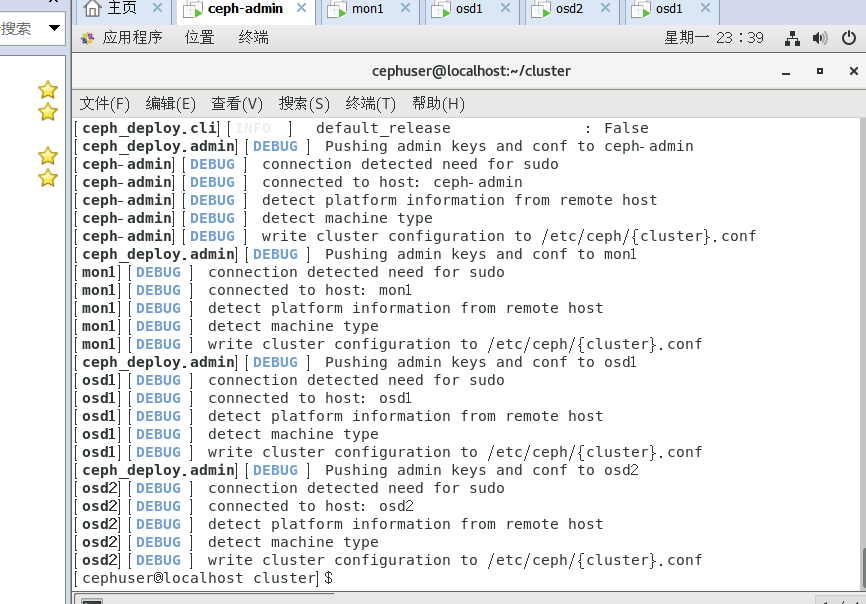 主页 ceph-admin mon1 osd1 osd2 osd1
搜索 应用程序 位置 终端 星期一 23：39
cephuser@localhost:~/cluster
文件(F) 编辑(E) 查看(V) 搜索(S) 终端(T) 帮助(H)
[ceph_deploy.cli][INFO ] default_release : False
[ceph_deploy.admin][DEBUG ] Pushing admin keys and conf to ceph-admin
[ceph-admin][DEBUG ] connection detected need for sudo
[ceph-admin][DEBUG ] connected to host: ceph-admin
[ceph-admin][DEBUG ] detect platform information from remote host
[ceph-admin][DEBUG ] detect machine type
[ceph-admin][DEBUG ] write cluster configuration to /etc/ceph/{cluster}.conf
[ceph_deploy.admin][DEBUG ] Pushing admin keys and conf to mon1
[mon1][DEBUG ] connection detected need for sudo
[mon1][DEBUG ] connected to host: mon1
[mon1][DEBUG ] detect platform information from remote host
[mon1][DEBUG ] detect machine type
[mon1][DEBUG ] write cluster configuration to /etc/ceph/{cluster}.conf
[ceph_deploy.admin][DEBUG ] Pushing admin keys and conf to osd1
[osd1][DEBUG ] connection detected need for sudo
[osd1][DEBUG ] connected to host: osd1
[osd1][DEBUG ] detect platform information from remote host
[osd1][DEBUG ] detect machine type
[osd1][DEBUG ] write cluster configuration to /etc/ceph/{cluster}.conf
[ceph_deploy.admin][DEBUG ] Pushing admin keys and conf to osd2
[osd2][DEBUG ] connection detected need for sudo
[osd2][DEBUG ] connected to host: osd2
[osd2][DEBUG ] detect platform information from remote host
[osd2][DEBUG ] detect machine type
[osd2][DEBUG ] write cluster configuration to /etc/ceph/{cluster}.conf
[cephuser@localhost cluster]$